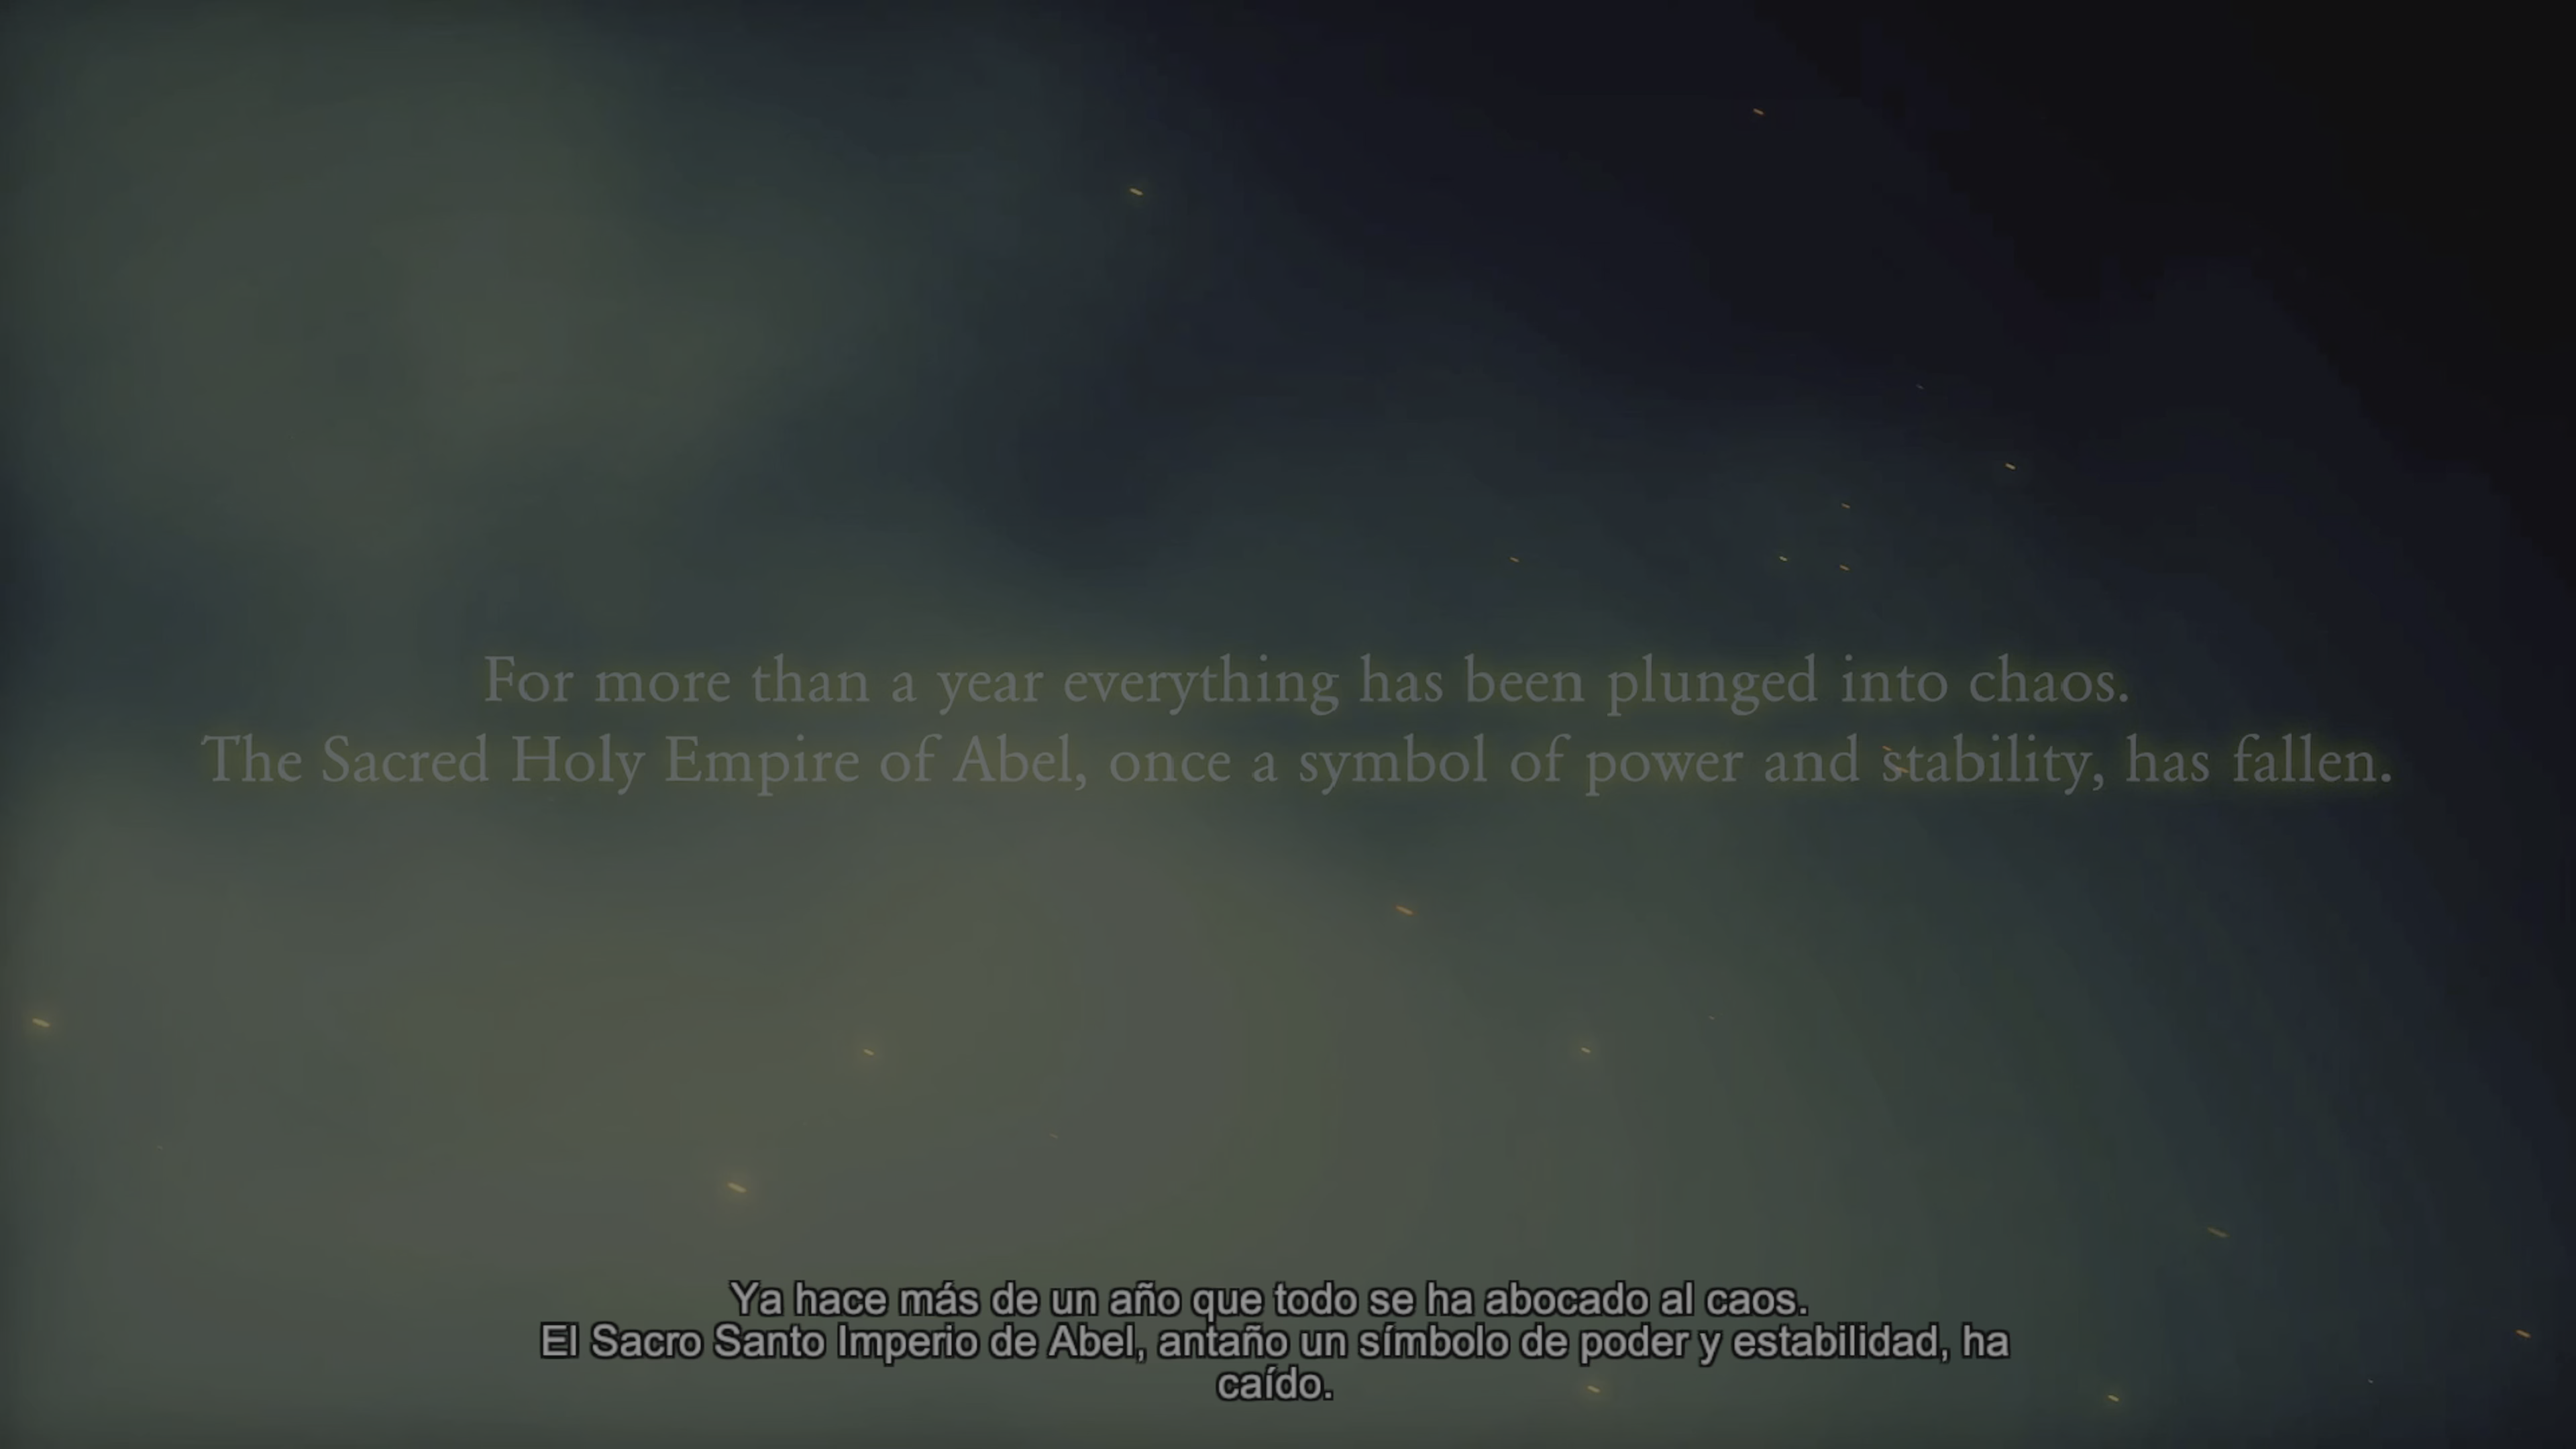 For more than a year everything has been plunged into chaos.
The Sacred Holy Empire of Abel, once a symbol of power and stability, has fallen.
Ya hace más de un año que todo se ha abocado al caos.
El Sacro Santo Imperio de Abel, antaño un símbolo de poder y estabilidad, ha
caído.